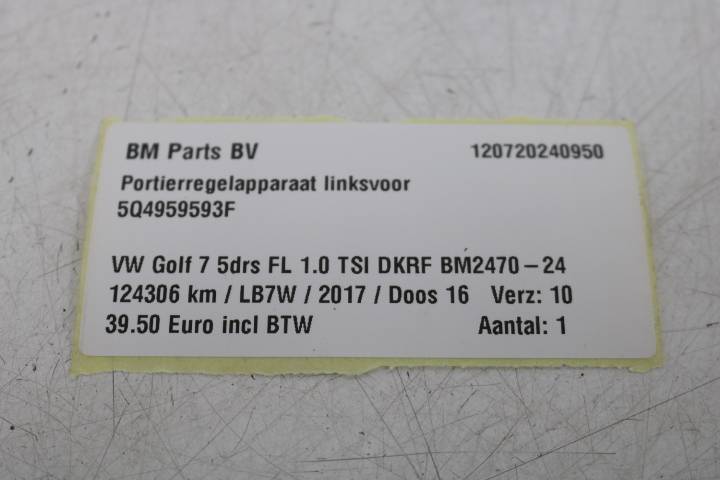 BM Parts BV 120720240950
Portierregelapparaat linksvoor
5Q4959593F
VW Golf 7 5drs FL 1.0 TSI DKRF BM2470-24
124306 km / LB7W / 2017 / Doos 16 Verz: 10
39.50 Euro incl BTW Aantal: 1